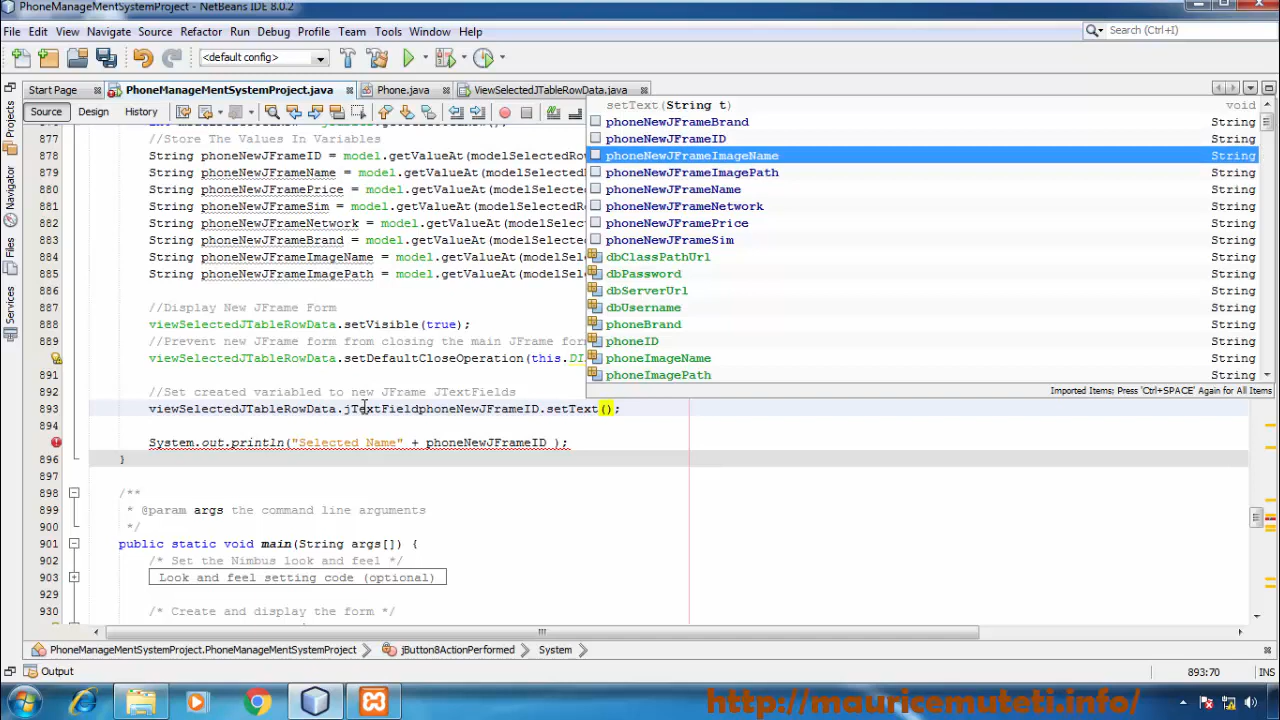 PhoneManageMentSystemProject - NetBeans IDE 8.0.2
File Edit View Navigate Source Refactor Run Debug Profile Team Tools Window Help
Search (Ctrl+I)
<default config>
Start Page PhoneManageMentSystemProject.java Phone.java ViewSelectedJTableRowData.java
Source Design History
setText(String t) void
phoneNewJFrameBrand String
phoneNewJFrameID String
phoneNewJFrameImageName String
phoneNewJFrameImagePath String
phoneNewJFrameName String
phoneNewJFrameNetwork String
phoneNewJFramePrice String
phoneNewJFrameSim String
dbClassPathUrl String
dbPassword String
dbServerUrl String
dbUsername String
phoneBrand String
phoneID String
phoneImageName String
phoneImagePath String
Imported Items; Press 'Ctrl+SPACE' Again for All Items
877 //Store The Values In Variables
878 String phoneNewJFrameID = model.getValueAt(modelSelectedRo
879 String phoneNewJFrameName = model.getValueAt(modelSelected
880 String phoneNewJFramePrice = model.getValueAt(modelSelecte
881 String phoneNewJFrameSim = model.getValueAt(modelSelectedR
882 String phoneNewJFrameNetwork = model.getValueAt(modelSelec
883 String phoneNewJFrameBrand = model.getValueAt(modelSelecte
884 String phoneNewJFrameImageName = model.getValueAt(modelSel
885 String phoneNewJFrameImagePath = model.getValueAt(modelSel
886
887 //Display New JFrame Form
888 viewSelectedJTableRowData.setVisible(true);
889 //Prevent new JFrame form from closing the main JFrame for
viewSelectedJTableRowData.setDefaultCloseOperation(this.DI
891
892 //Set created variabled to new JFrame JTextFields
893 viewSelectedJTableRowData.jTextFieldphoneNewJFrameID.setText();
894
System.out.println("Selected Name" + phoneNewJFrameID );
896 }
897
898 /**
899 * @param args the command line arguments
900 */
901 public static void main(String args[]) {
902 /* Set the Nimbus look and feel */
903 Look and feel setting code (optional)
929
930 /* Create and display the form */
Projects
Navigator
Files
Services
PhoneManageMentSystemProject.PhoneManageMentSystemProject jButton8ActionPerformed System
Output
893:70 INS
http://mauricemuteti.info/